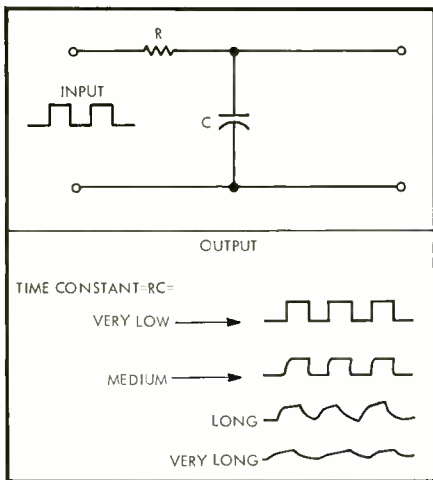 R
INPUT
C
OUTPUT
TIME CONSTANT=RC=
VERY LOW
MEDIUM
LONG
VERY LONG